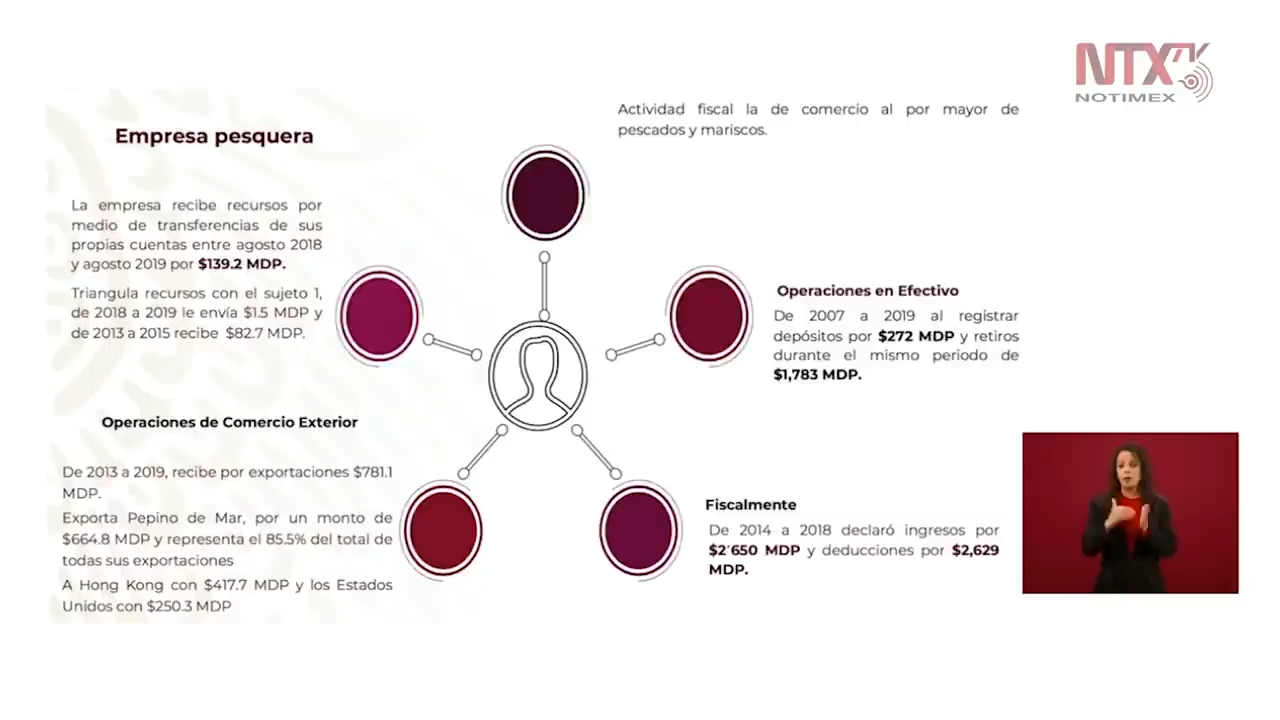 NTX
NOTIMEX
Empresa pesquera
La empresa recibe recursos por
medio de transferencias de sus
propias cuentas entre agosto 2018
y agosto 2019 por $139.2 MDP.
Triangula recursos con el sujeto 1,
de 2018 a 2019 le envía $1.5 MDP y
de 2013 a 2015 recibe $82.7 MDP.
Actividad fiscal la de comercio al por mayor de
pescados y mariscos.
Operaciones en Efectivo
De 2007 a 2019 al registrar
depósitos por $272 MDP y retiros
durante el mismo periodo de
$1,783 MDP.
Operaciones de Comercio Exterior
De 2013 a 2019, recibe por exportaciones $781.1
MDP.
Exporta Pepino de Mar, por un monto de
$664.8 MDP y representa el 85.5% del total de
todas sus exportaciones
A Hong Kong con $417.7 MDP y los Estados
Unidos con $250.3 MDP
Fiscalmente
De 2014 a 2018 declaró ingresos por
$2´650 MDP y deducciones por $2,629
MDP.